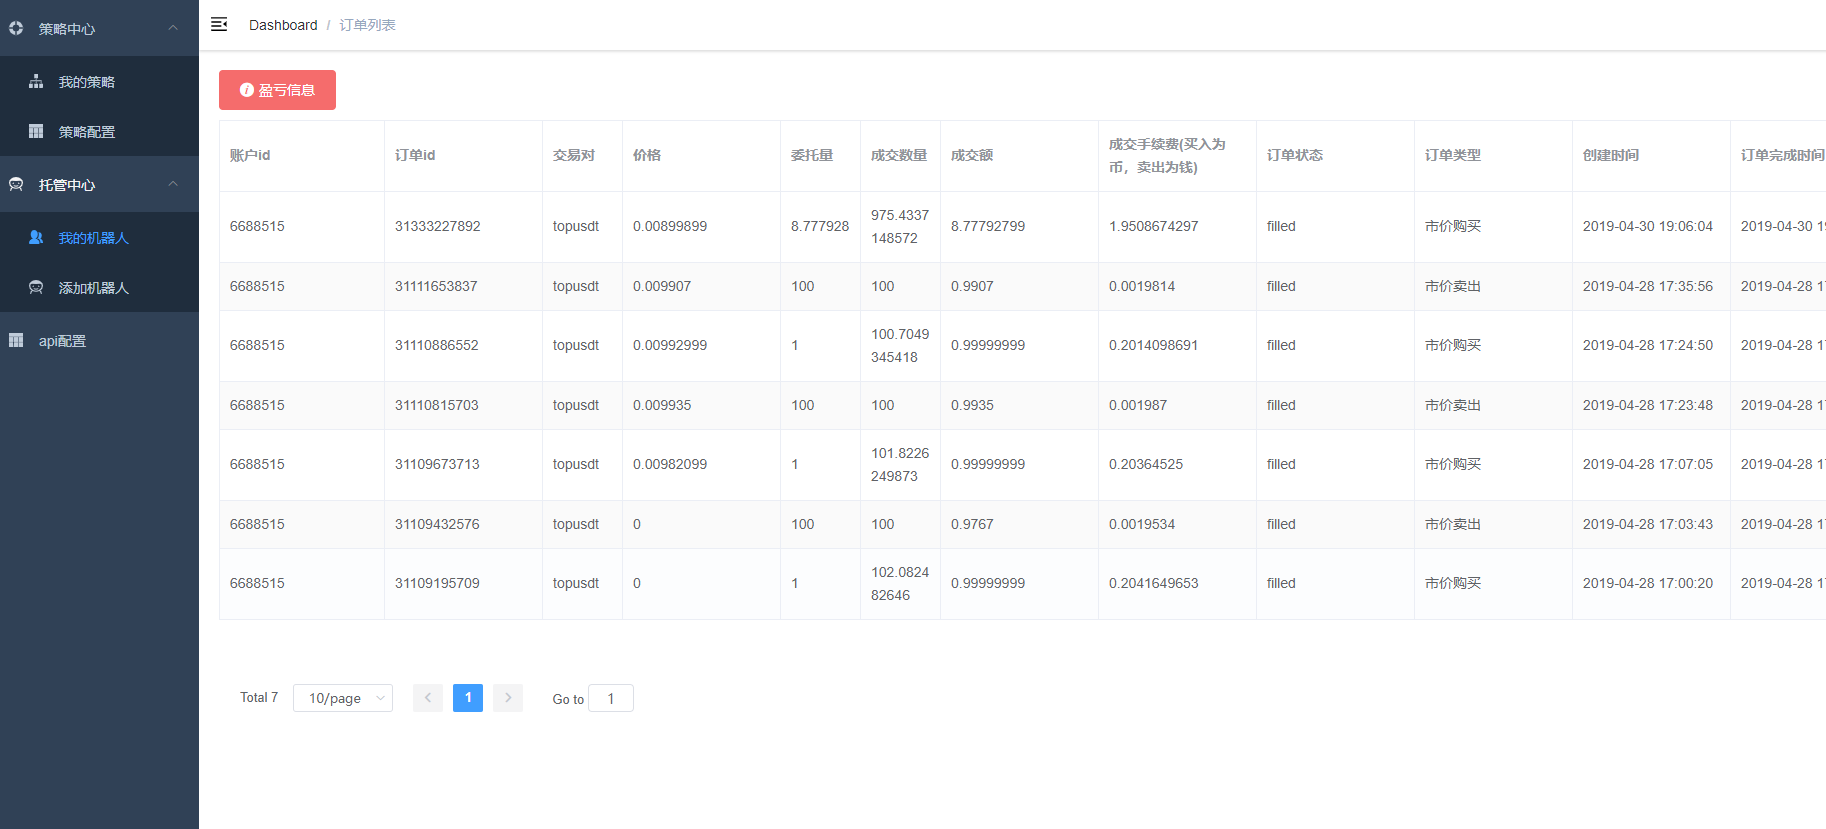 策略中心
我的策略
策略配置
托管中心
我的机器人
添加机器人
api配置
Dashboard / 订单列表
盈亏信息
账户id 订单id 交易对 价格 委托量 成交数量 成交额 成交手续费(买入为币，卖出为钱) 订单状态 订单类型 创建时间 订单完成时间
6688515 31333227892 topusdt 0.00899899 8.777928 975.4337148572 8.77792799 1.9508674297 filled 市价购买 2019-04-30 19:06:04 2019-04-30 1
6688515 31111653837 topusdt 0.009907 100 100 0.9907 0.0019814 filled 市价卖出 2019-04-28 17:35:56 2019-04-28 1
6688515 31110886552 topusdt 0.00992999 1 100.7049345418 0.99999999 0.2014098691 filled 市价购买 2019-04-28 17:24:50 2019-04-28 1
6688515 31110815703 topusdt 0.009935 100 100 0.9935 0.001987 filled 市价卖出 2019-04-28 17:23:48 2019-04-28 1
6688515 31109673713 topusdt 0.00982099 1 101.8226249873 0.99999999 0.20364525 filled 市价购买 2019-04-28 17:07:05 2019-04-28 1
6688515 31109432576 topusdt 0 100 100 0.9767 0.0019534 filled 市价卖出 2019-04-28 17:03:43 2019-04-28 1
6688515 31109195709 topusdt 0 1 102.082482646 0.99999999 0.2041649653 filled 市价购买 2019-04-28 17:00:20 2019-04-28 1
Total 7 10/page 1 Go to 1